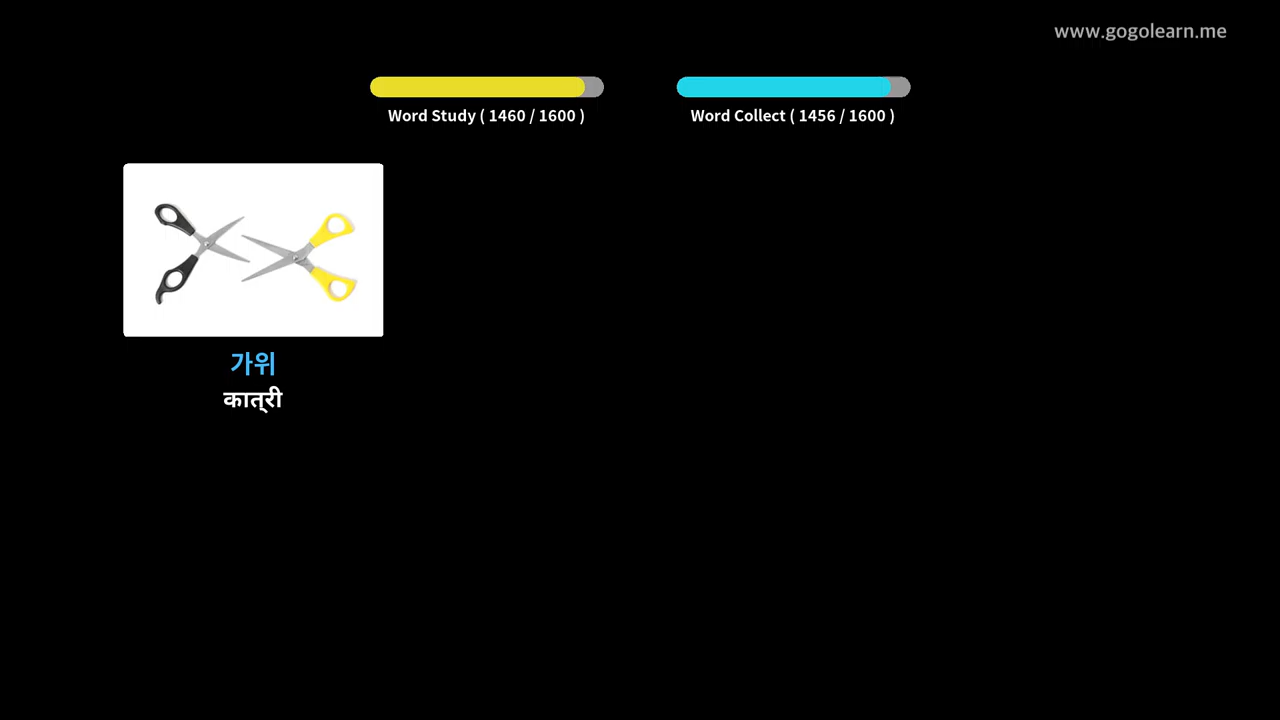 www.gogolearn.me
Word Study ( 1460 / 1600 )
Word Collect ( 1456 / 1600 )
가위
कात्री